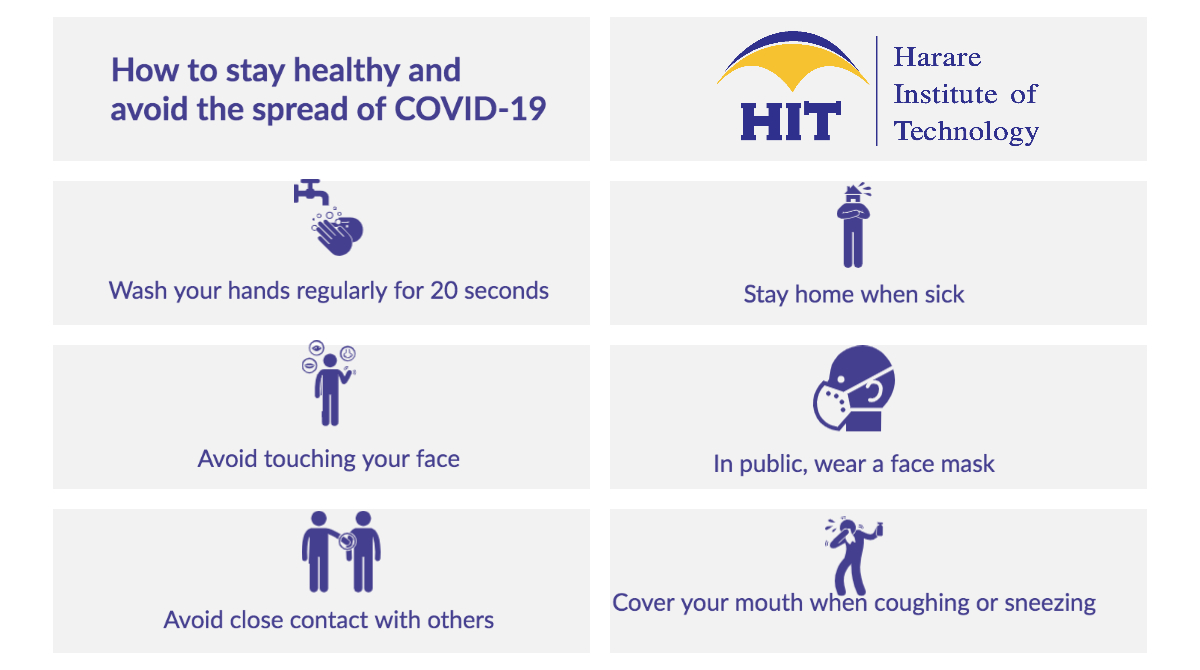 How to stay healthy and
avoid the spread of COVID-19
HIT
Harare
Institute of
Technology
Wash your hands regularly for 20 seconds
Stay home when sick
Avoid touching your face
In public, wear a face mask
Avoid close contact with others
Cover your mouth when coughing or sneezing